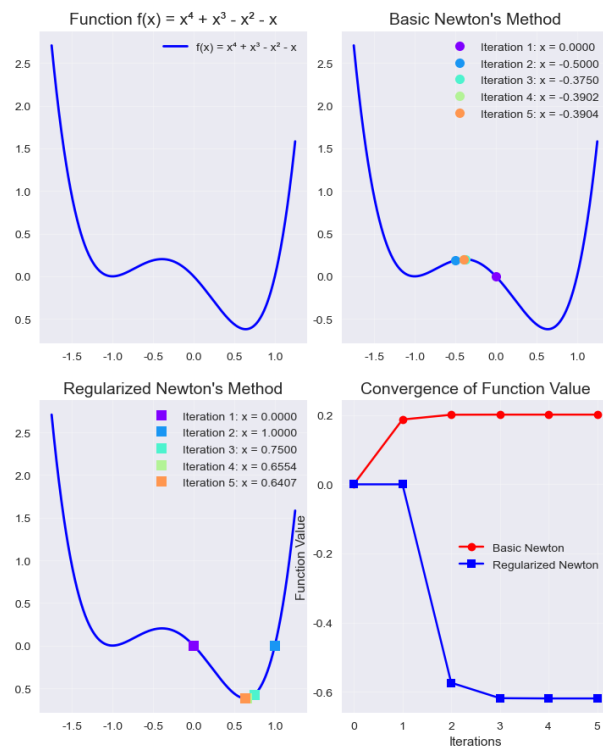 Function f(x) = x⁴ + x³ - x² - x
f(x) = x⁴ + x³ - x² - x
2.5
2.0
1.5
1.0
0.5
0.0
-1.5 -1.0 -0.5 0.0 0.5 1.0
Basic Newton's Method
Iteration 1: x = 0.0000
Iteration 2: x = -0.5000
Iteration 3: x = -0.3750
Iteration 4: x = -0.3902
Iteration 5: x = -0.3904
2.5
2.0
1.5
1.0
0.5
0.0
-0.5
-1.5 -1.0 -0.5 0.0 0.5 1.0
Regularized Newton's Method
Iteration 1: x = 0.0000
Iteration 2: x = 1.0000
Iteration 3: x = 0.7500
Iteration 4: x = 0.6554
Iteration 5: x = 0.6407
2.5
2.0
1.5
1.0
0.5
0.0
0.5
-1.5 -1.0 -0.5 0.0 0.5 1.0
Convergence of Function Value
0.2
0.0
-0.2
-0.4
-0.6
Function Value
Basic Newton
Regularized Newton
0 1 2 3 4 5
Iterations